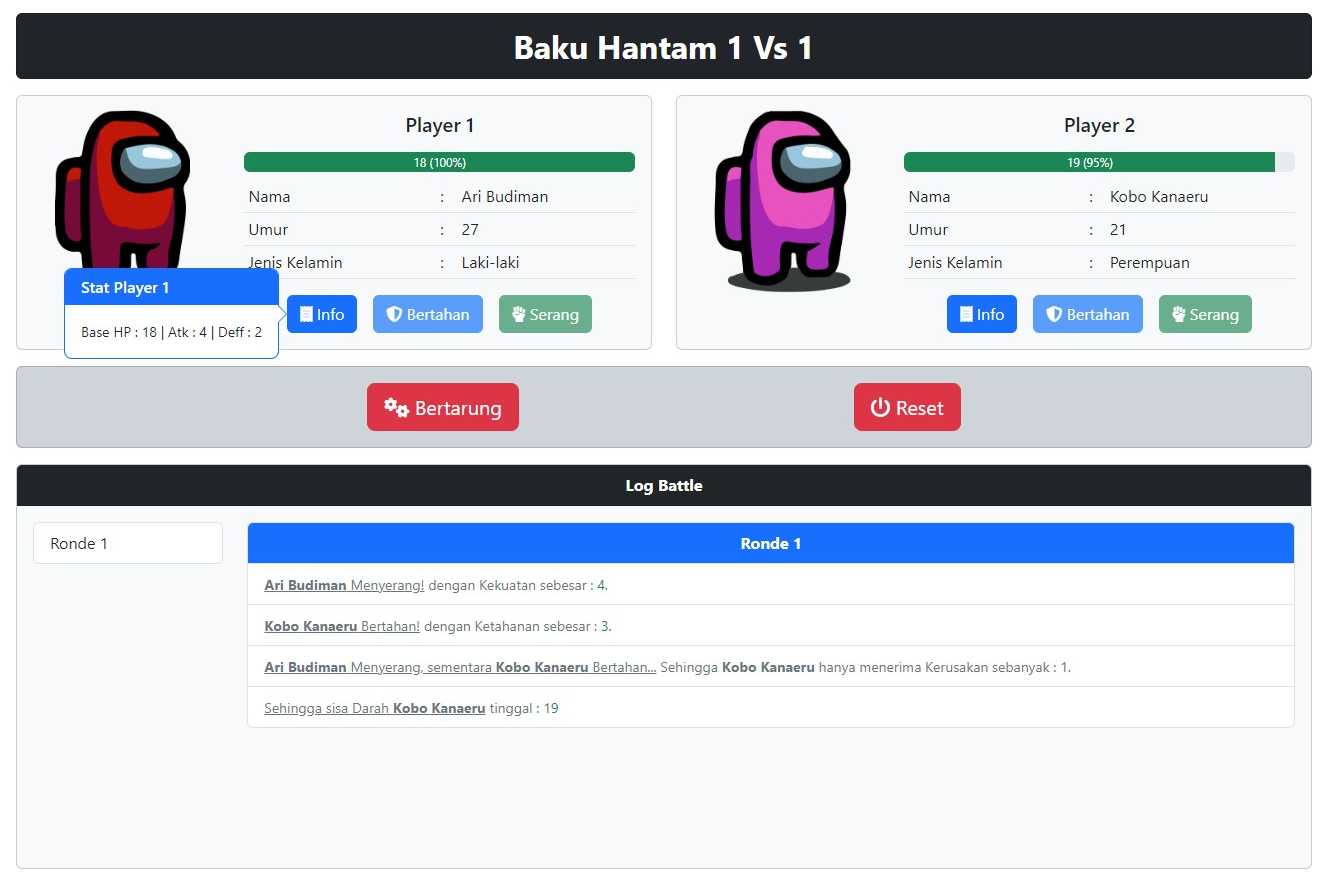 Baku Hantam 1 Vs 1
Player 1
18 (100%)
Nama : Ari Budiman
Umur : 27
Jenis Kelamin : Laki-laki
Stat Player 1
Base HP : 18 | Atk : 4 | Deff : 2
Info Bertahan Serang
Player 2
19 (95%)
Nama : Kobo Kanaeru
Umur : 21
Jenis Kelamin : Perempuan
Info Bertahan Serang
Bertarung Reset
Log Battle
Ronde 1
Ronde 1
Ari Budiman Menyerang! dengan Kekuatan sebesar : 4.
Kobo Kanaeru Bertahan! dengan Ketahanan sebesar : 3.
Ari Budiman Menyerang, sementara Kobo Kanaeru Bertahan... Sehingga Kobo Kanaeru hanya menerima Kerusakan sebanyak : 1.
Sehingga sisa Darah Kobo Kanaeru tinggal : 19